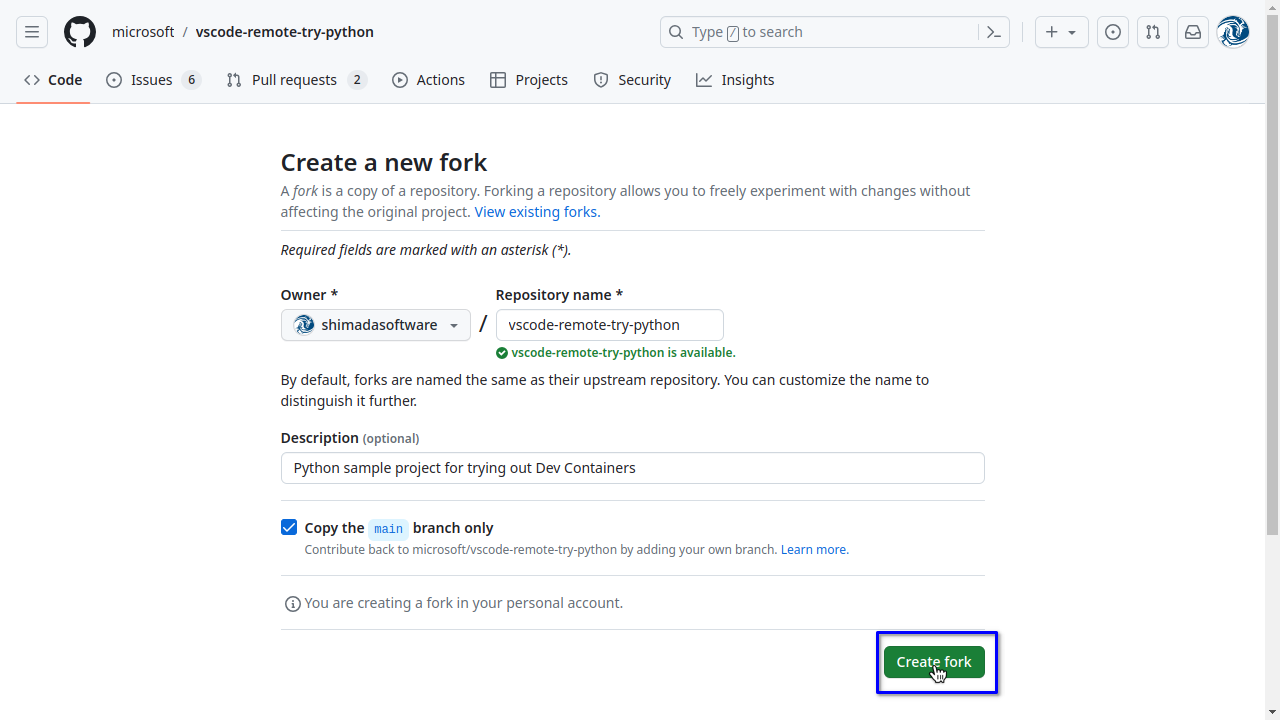 microsoft / vscode-remote-try-python
Type / to search
Code
Issues 6
Pull requests 2
Actions
Projects
Security
Insights
Create a new fork
A fork is a copy of a repository. Forking a repository allows you to freely experiment with changes without
affecting the original project. View existing forks.
Required fields are marked with an asterisk (*).
Owner * Repository name *
shimadasoftware / vscode-remote-try-python
vscode-remote-try-python is available.
By default, forks are named the same as their upstream repository. You can customize the name to
distinguish it further.
Description (optional)
Python sample project for trying out Dev Containers
Copy the main branch only
Contribute back to microsoft/vscode-remote-try-python by adding your own branch. Learn more.
You are creating a fork in your personal account.
Create fork